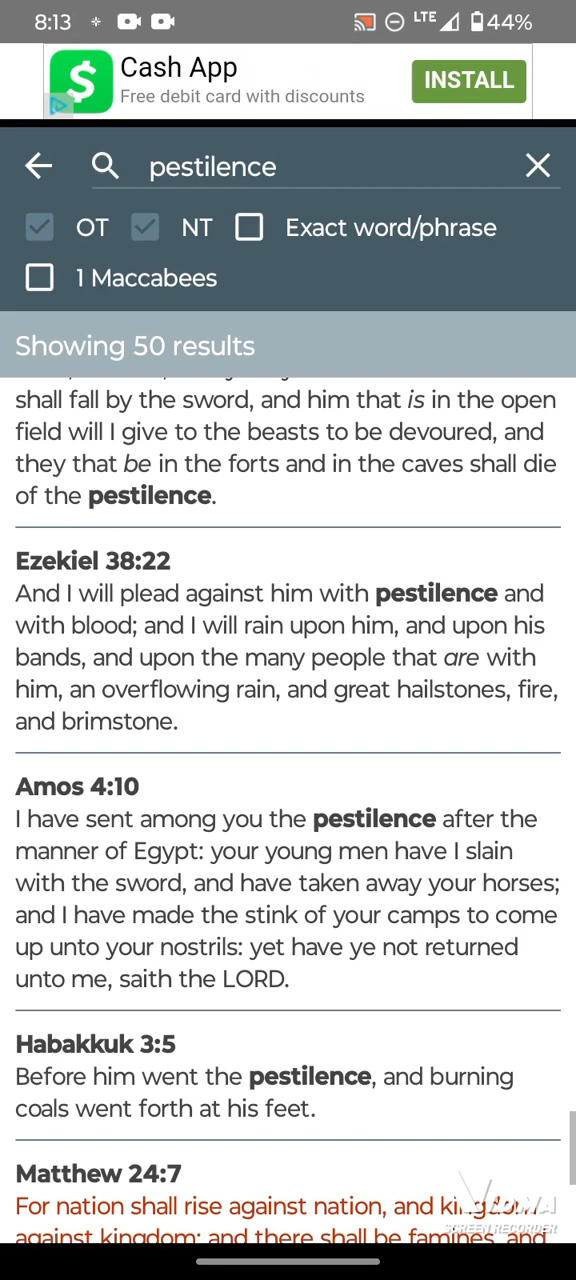 8:13 LTE 44%
Cash App
Free debit card with discounts
INSTALL
pestilence
OT NT Exact word/phrase
1 Maccabees
Showing 50 results
shall fall by the sword, and him that is in the open
field will I give to the beasts to be devoured, and
they that be in the forts and in the caves shall die
of the pestilence.
Ezekiel 38:22
And I will plead against him with pestilence and
with blood; and I will rain upon him, and upon his
bands, and upon the many people that are with
him, an overflowing rain, and great hailstones, fire,
and brimstone.
Amos 4:10
I have sent among you the pestilence after the
manner of Egypt: your young men have I slain
with the sword, and have taken away your horses;
and I have made the stink of your camps to come
up unto your nostrils: yet have ye not returned
unto me, saith the LORD.
Habakkuk 3:5
Before him went the pestilence, and burning
coals went forth at his feet.
Matthew 24:7
For nation shall rise against nation, and kingdom
against kingdom: and there shall be famines, and
SCREEN RECORDER